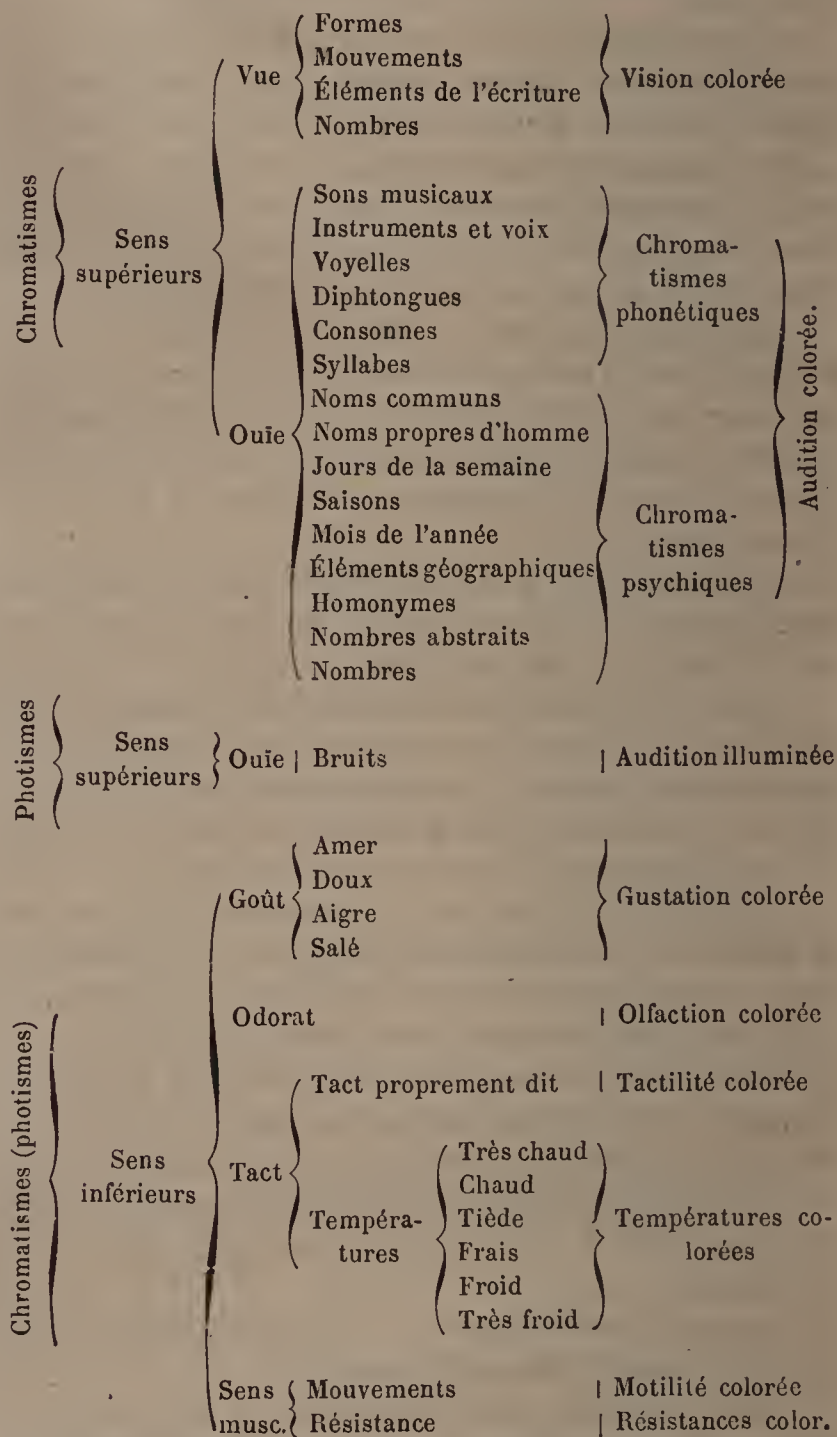 Chromatismes
Sens
supérieurs
Vue
Formes
Mouvements
Éléments de l'écriture
Nombres
Vision colorée
Ouïe
Sons musicaux
Instruments et voix
Voyelles
Diphtongues
Consonnes
Syllabes
Chroma-
tismes
phonétiques
Noms communs
Noms propres d'homme
Jours de la semaine
Saisons
Mois de l'année
Éléments géographiques
Homonymes
Nombres abstraits
Nombres
Chroma-
tismes
psychiques
Audition colorée.
Photismes
Sens
supérieurs
Ouïe | Bruits | Audition illuminée
Chromatismes (photismes)
Sens
inférieurs
Goût
Amer
Doux
Aigre
Salé
Gustation colorée
Odorat | Olfaction colorée
Tact
Tact proprement dit | Tactilité colorée
Tempéra-
tures
Très chaud
Chaud
Tiède
Frais
Froid
Très froid
Températures co-
lorées
Sens
musc.
Mouvements | Motilité colorée
Résistance | Résistances color.